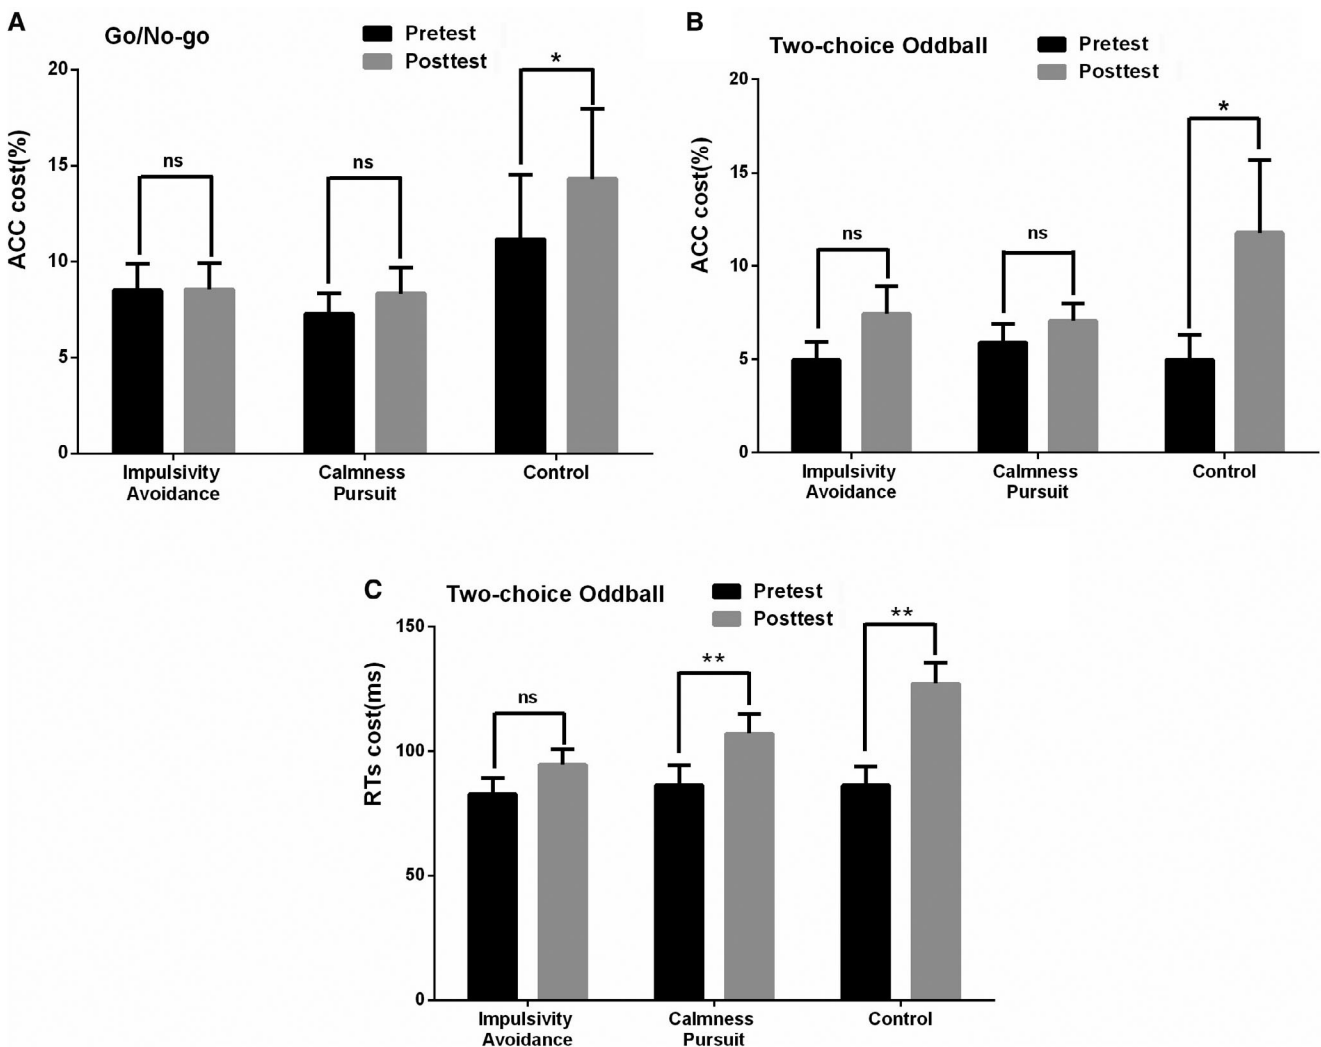 A
Go/No-go
Pretest
Posttest
ACC cost(%)
20
15
10
5
0
ns
ns
*
Impulsivity
Avoidance
Calmness
Pursuit
Control
B
Two-choice Oddball
Pretest
Posttest
ACC cost(%)
20
15
10
5
0
ns
ns
*
Impulsivity
Avoidance
Calmness
Pursuit
Control
C
Two-choice Oddball
Pretest
Posttest
RTs cost(ms)
150
100
50
0
ns
**
**
Impulsivity
Avoidance
Calmness
Pursuit
Control